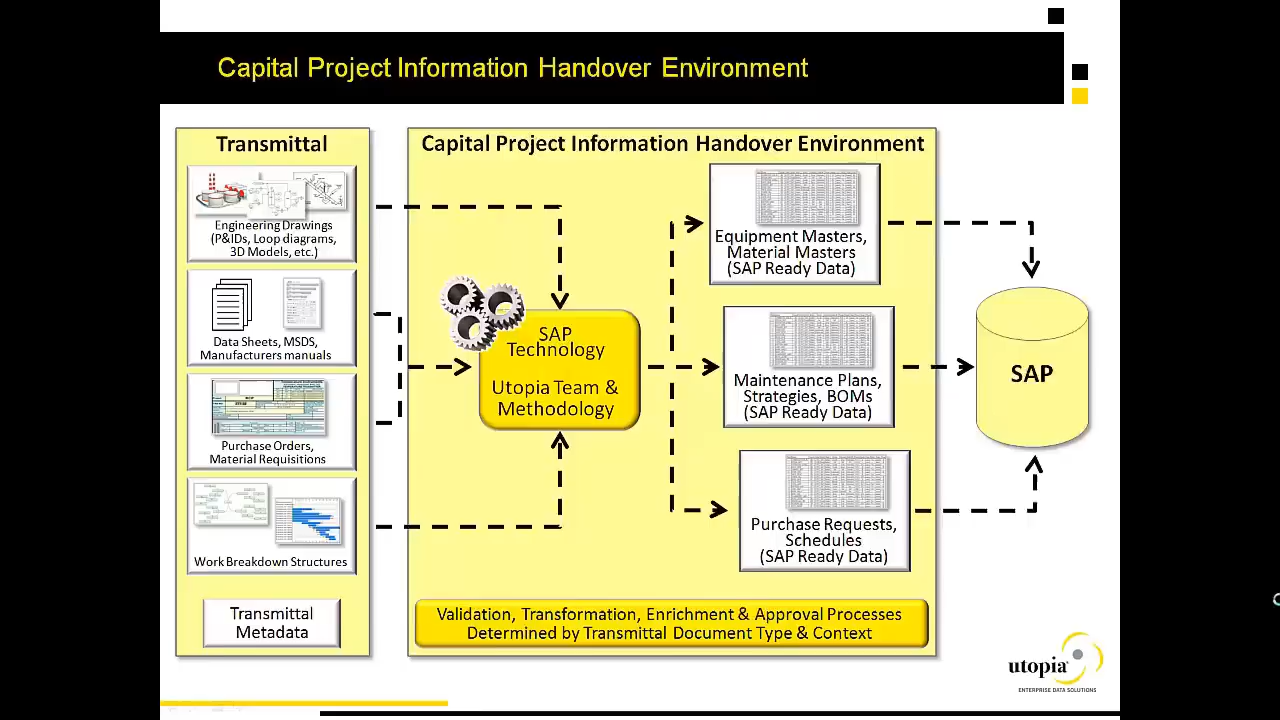 Capital Project Information Handover Environment
Transmittal
Engineering Drawings
(P&IDs, Loop diagrams,
3D Models, etc.)
Data Sheets, MSDS,
Manufacturers manuals
Purchase Orders,
Material Requisitions
Work Breakdown Structures
Transmittal
Metadata
Capital Project Information Handover Environment
SAP
Technology
Utopia Team &
Methodology
Equipment Masters,
Material Masters
(SAP Ready Data)
Maintenance Plans,
Strategies, BOMs
(SAP Ready Data)
Purchase Requests,
Schedules
(SAP Ready Data)
Validation, Transformation, Enrichment & Approval Processes
Determined by Transmittal Document Type & Context
SAP
utopia
ENTERPRISE DATA SOLUTIONS